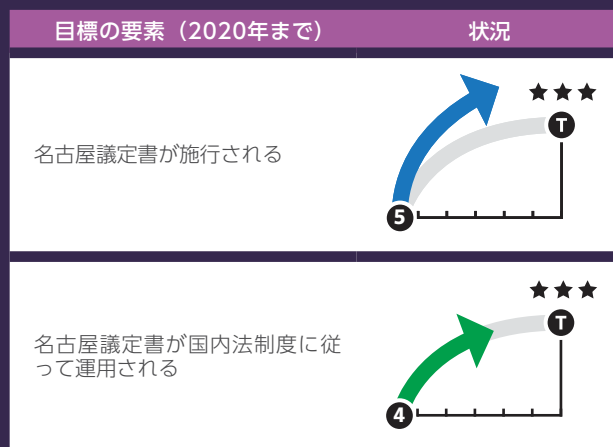 目標の要素（2020年まで）
状況
名古屋議定書が施行される
★★★
T
5
名古屋議定書が国内法制度に従
って運用される
★★★
T
4